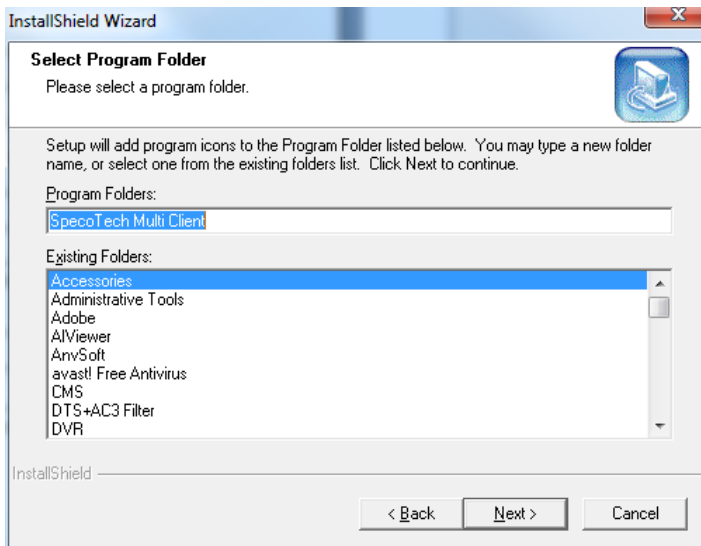 InstallShield Wizard
Select Program Folder
Please select a program folder.
Setup will add program icons to the Program Folder listed below. You may type a new folder
name, or select one from the existing folders list. Click Next to continue.
Program Folders:
SpecoTech Multi Client
Existing Folders:
Accessories
Administrative Tools
Adobe
AIViewer
AnvSoft
avast! Free Antivirus
CMS
DTS+AC3 Filter
DVR
InstallShield
< Back Next > Cancel